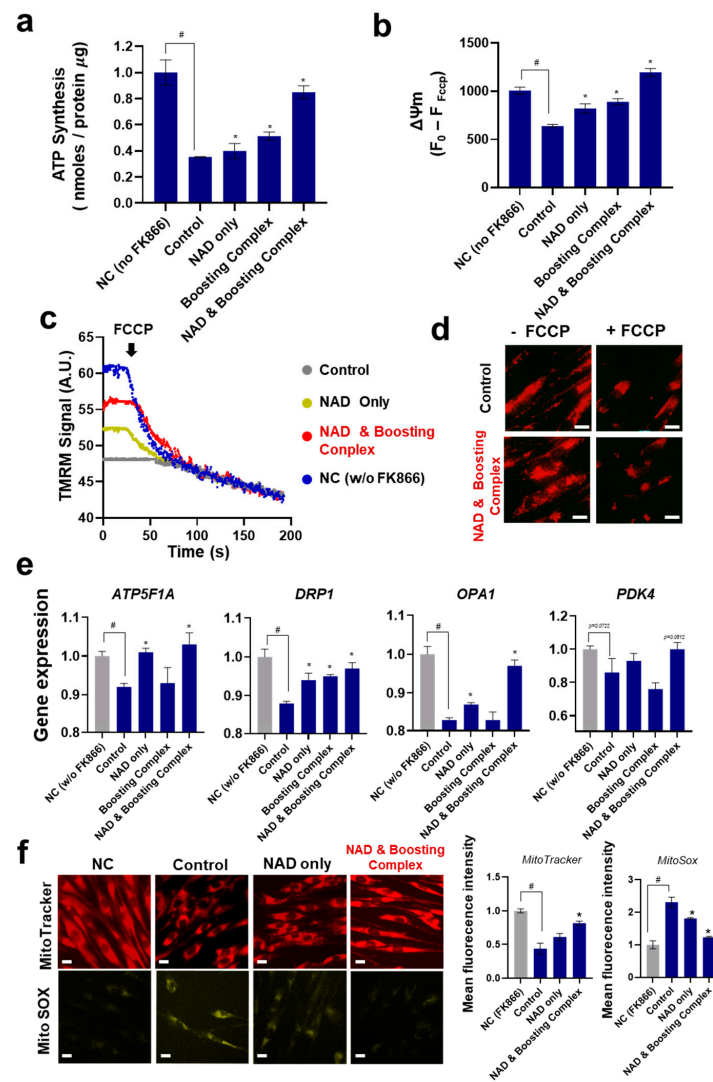 a
ATP Synthesis
( nmoles / protein μg)
1.2
1.0
0.8
0.6
0.4
0.2
0.0
#
*
*
*
NC (no FK866)
Control
NAD only
Boosting Complex
NAD & Boosting Complex
b
ΔΨm
(F0 – F Fccp)
1500
1000
500
0
#
*
*
*
NC (no FK866)
Control
NAD only
Boosting Complex
NAD & Boosting Complex
c
FCCP
TMRM Signal (A.U.)
65
60
55
50
45
40
0
50
100
150
200
Time (s)
Control
NAD Only
NAD & Boosting
Conplex
NC (w/o FK866)
d
- FCCP
+ FCCP
Control
NAD & Boosting
Complex
e
Gene expression
ATP5F1A
1.1
1.0
0.9
0.8
#
*
*
NC (w/o FK866)
Control
NAD only
Boosting Complex
NAD & Boosting Complex
DRP1
1.1
1.0
0.9
0.8
#
*
*
*
NC (w/o FK866)
Control
NAD only
Boosting Complex
NAD & Boosting Complex
OPA1
1.1
1.0
0.9
0.8
#
*
*
NC (w/o FK866)
Control
NAD only
Boosting Complex
NAD & Boosting Complex
PDK4
1.2
1.0
0.8
0.6
p=0.0722
p=0.0612
NC (w/o FK866)
Control
NAD only
Boosting Complex
NAD & Boosting Complex
f
NC
Control
NAD only
NAD & Boosting
Complex
MitoTracker
Mito SOX
MitoTracker
Mean fluorecence intensity
1.5
1.0
0.5
0.0
#
*
NC (FK866)
Control
NAD only
NAD & Boosting Complex
MitoSox
Mean fluorecence intensity
3
2
1
0
#
*
*
NC (FK866)
Control
NAD only
NAD & Boosting Complex